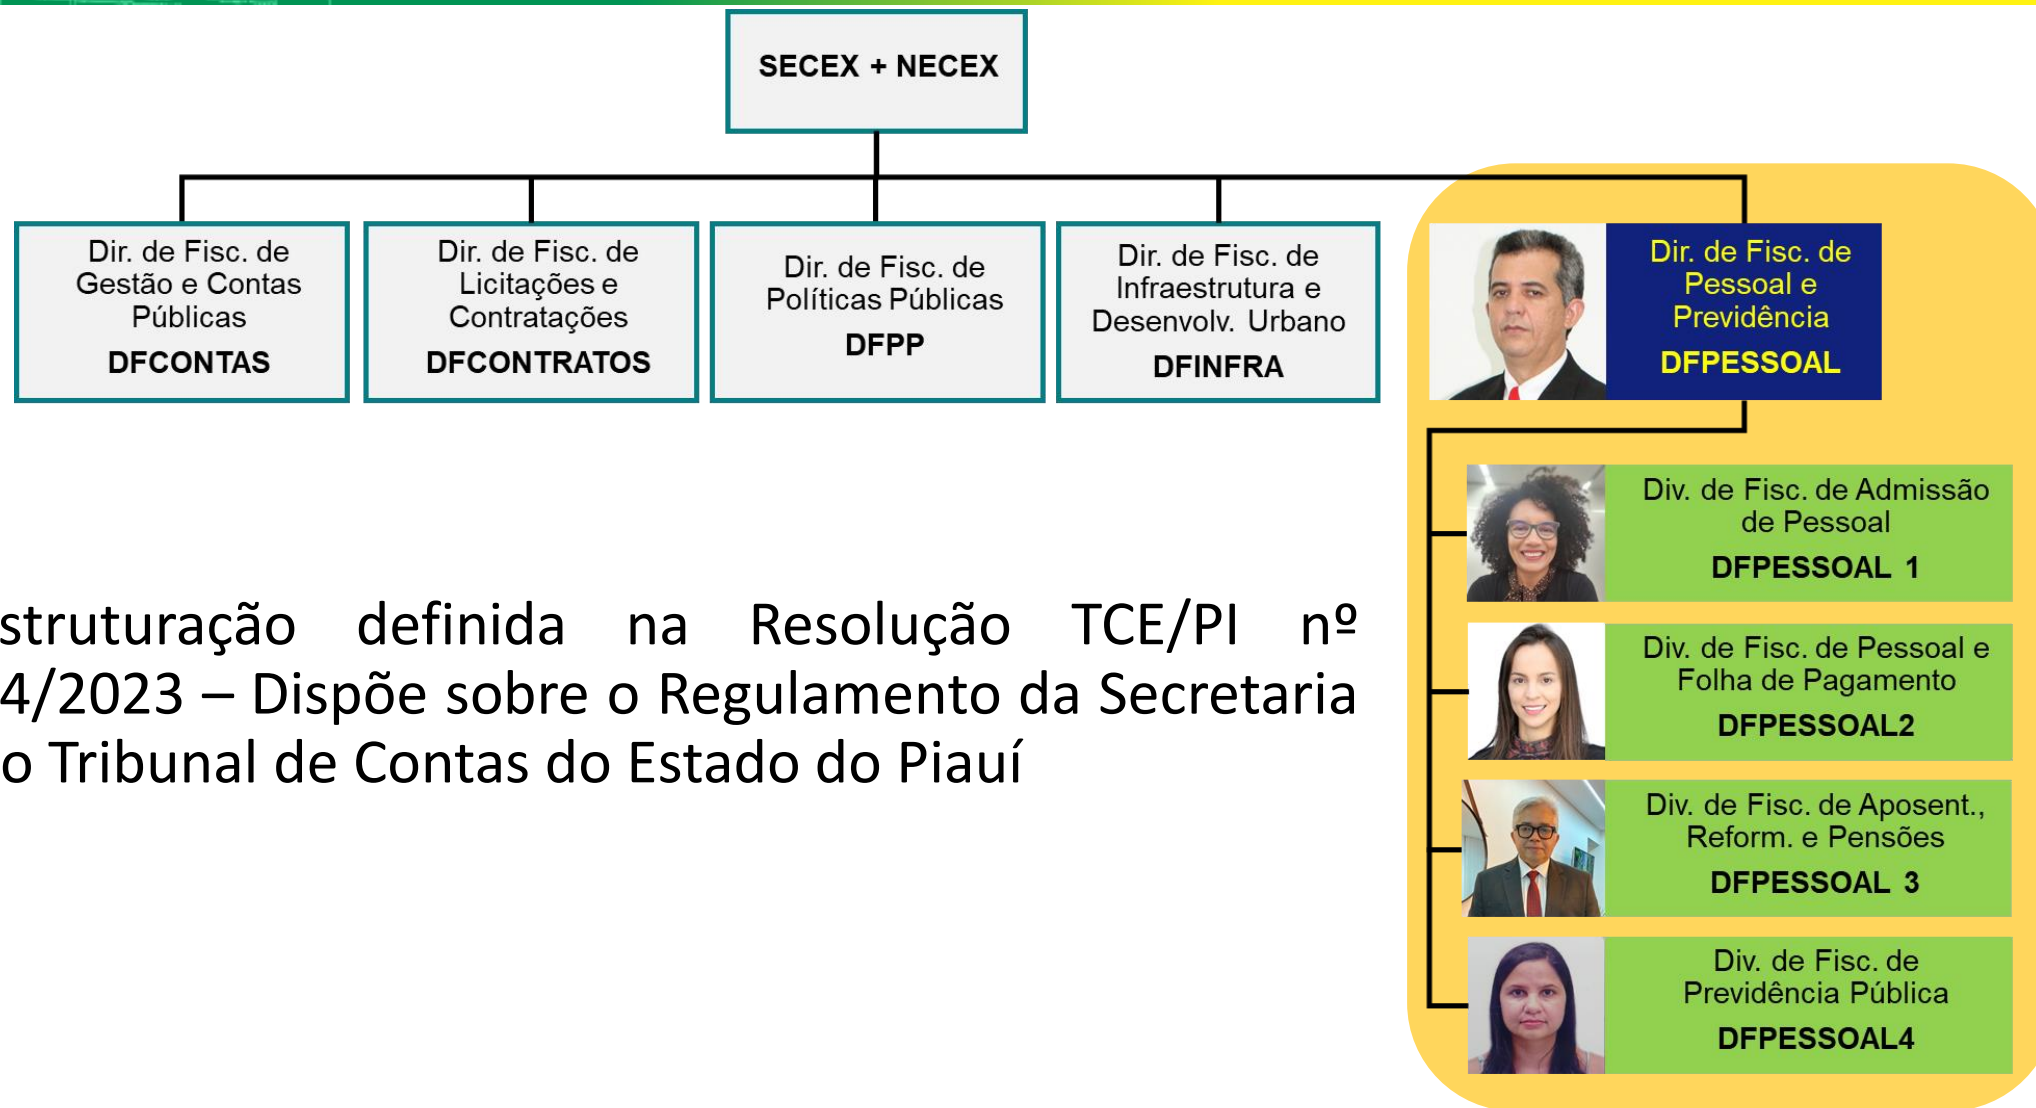 SECEX + NECEX
Dir. de Fisc. de
Gestão e Contas
Públicas
DFCONTAS
Dir. de Fisc. de
Licitações e
Contratações
DFCONTRATOS
Dir. de Fisc. de
Políticas Públicas
DFPP
Dir. de Fisc. de
Infraestrutura e
Desenvolv. Urbano
DFINFRA
Dir. de Fisc. de
Pessoal e
Previdência
DFPESSOAL
Div. de Fisc. de Admissão
de Pessoal
DFPESSOAL 1
Div. de Fisc. de Pessoal e
Folha de Pagamento
DFPESSOAL2
Div. de Fisc. de Aposent.,
Reform. e Pensões
DFPESSOAL 3
Div. de Fisc. de
Previdência Pública
DFPESSOAL4
struturação definida na Resolução TCE/PI nº
4/2023 – Dispõe sobre o Regulamento da Secretaria
o Tribunal de Contas do Estado do Piauí